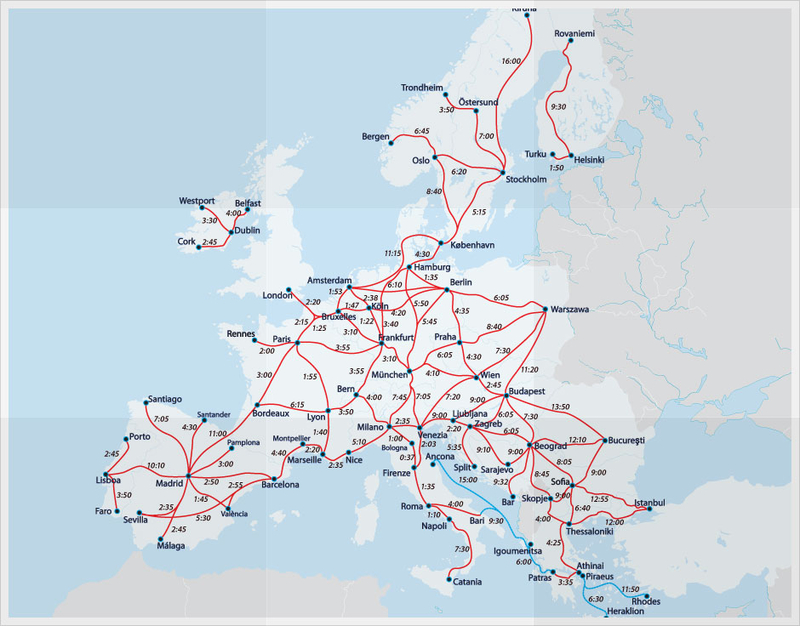 Kiruna
Rovaniemi
16:00
Trondheim
Östersund
3:50
9:30
Bergen
6:45
7:00
Oslo
6:20
Turku
Helsinki
1:50
Stockholm
8:40
5:15
Westport
Belfast
4:00
3:30
Dublin
Cork
2:45
København
11:15
4:30
Hamburg
1:35
Amsterdam
1:53
6:10
Berlin
London
2:20
2:38
5:50
6:05
1:47
Köln
Warszawa
2:15
Bruxelles
1:22
4:20
4:35
1:25
3:40
5:45
8:40
Rennes
Paris
3:10
Frankfurt
Praha
2:00
3:55
3:10
6:05
4:30
7:30
3:00
1:55
3:55
München
4:10
Wien
11:20
2:45
Bern
Budapest
Santiago
6:15
4:00
7:45
7:05
7:20
9:00
6:05
13:50
Bordeaux
Lyon
3:50
Santander
7:05
4:30
11:00
Milano
2:35
9:00
Ljubljana
2:20
Zagreb
6:05
7:30
Porto
Pamplona
Montpellier
1:40
5:10
1:00
Venezia
2:03
5:35
Bucureşti
12:10
Bologna
Beograd
2:45
3:00
4:40
Marseille
Nice
2:35
0:37
Ancona
9:10
9:00
8:05
9:00
Lisboa
10:10
Madrid
2:50
2:55
Barcelona
Firenze
Split
Sarajevo
8:45
Sofia
15:00
9:32
3:50
1:45
1:35
Bar
Skopje
9:00
12:55
Istanbul
Faro
Sevilla
2:35
5:30
València
Roma
4:00
6:40
1:10
Bari
9:30
4:00
12:00
2:45
Napoli
Thessaloniki
Málaga
7:30
Igoumenitsa
4:25
6:00
Catania
Patras
3:35
Athinai
Piraeus
11:50
6:30
Rhodes
Heraklion